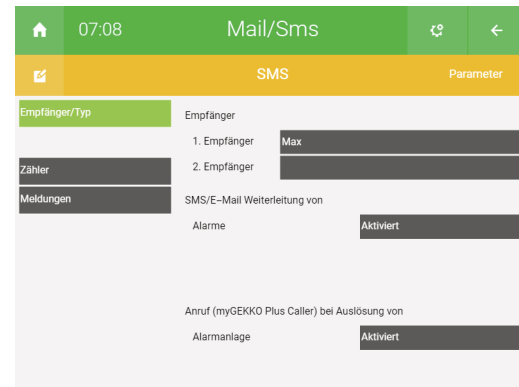 07:08 Mail/Sms
SMS Parameter
Empfänger/Typ
Zähler
Meldungen
Empfänger
1. Empfänger Max
2. Empfänger
SMS/E-Mail Weiterleitung von
Alarme Aktiviert
Anruf (myGEKKO Plus Caller) bei Auslösung von
Alarmanlage Aktiviert